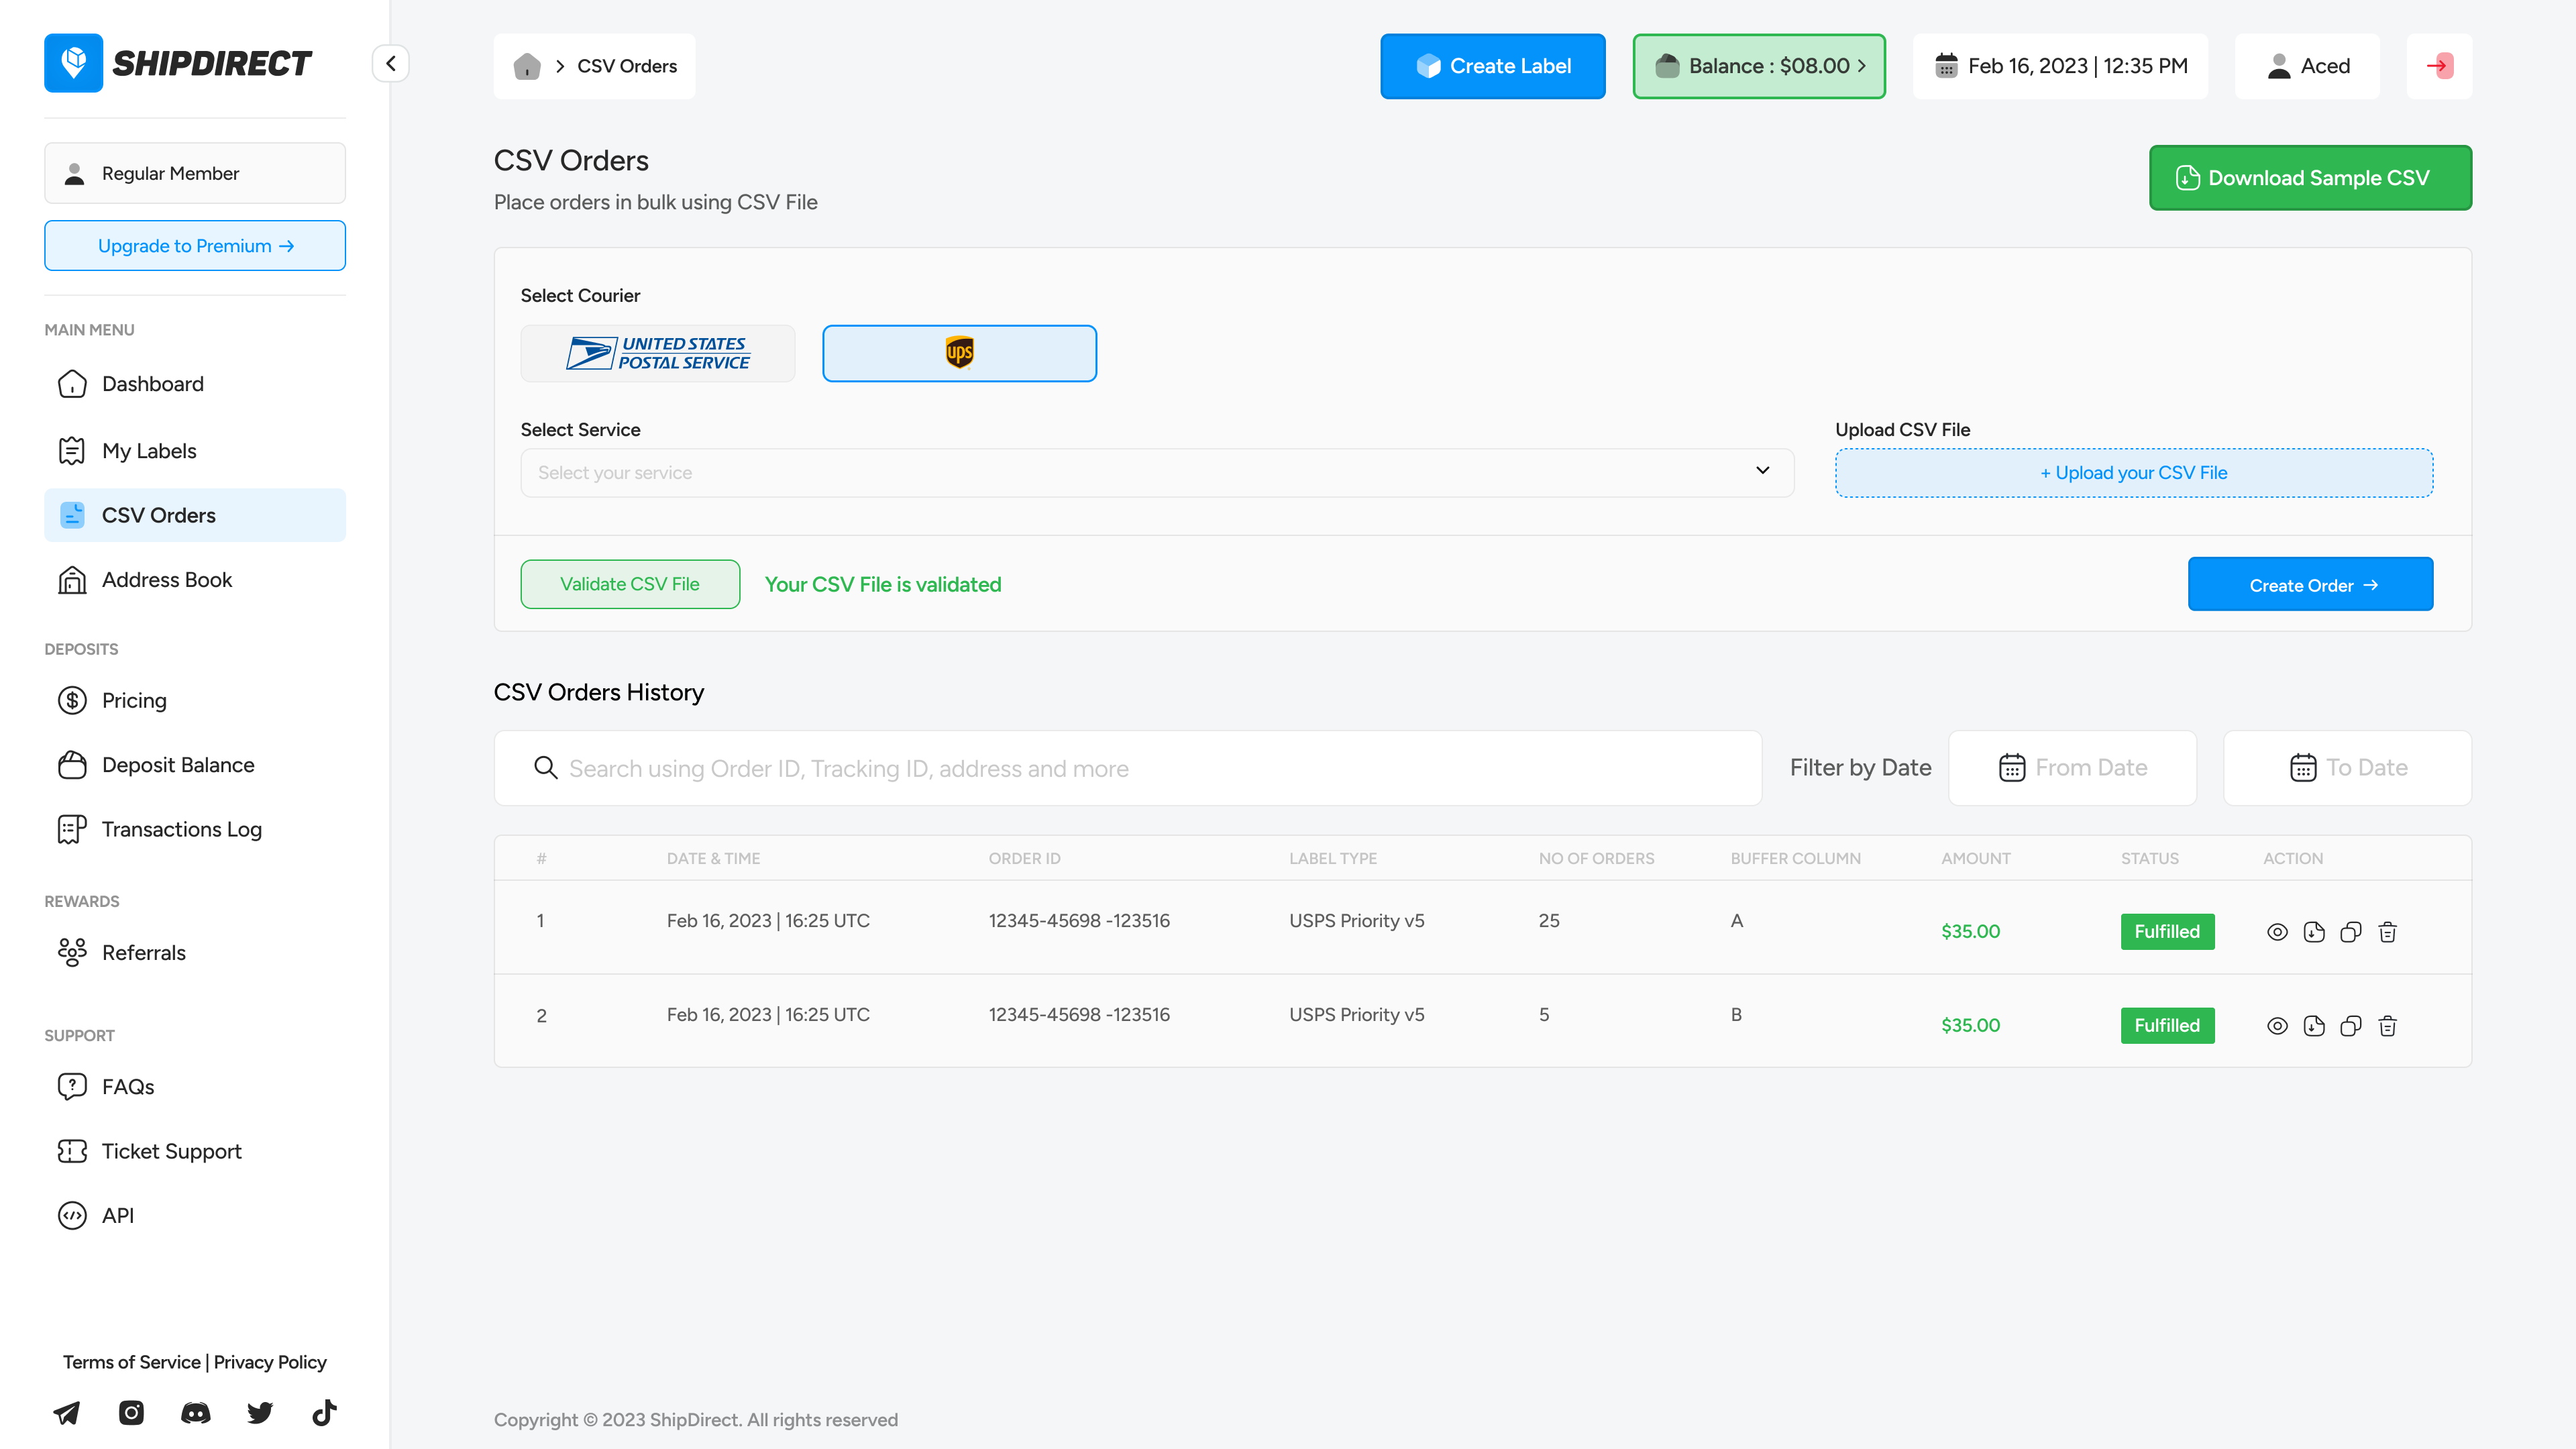 SHIPDIRECT
Regular Member
Upgrade to Premium →
MAIN MENU
Dashboard
My Labels
CSV Orders
Address Book
DEPOSITS
Pricing
Deposit Balance
Transactions Log
REWARDS
Referrals
SUPPORT
FAQs
Ticket Support
API
Terms of Service | Privacy Policy
> CSV Orders
Create Label
Balance : $08.00 >
Feb 16, 2023 | 12:35 PM
Aced
CSV Orders
Place orders in bulk using CSV File
Download Sample CSV
Select Courier
UNITED STATES
POSTAL SERVICE
ups
Select Service
Select your service
Upload CSV File
+ Upload your CSV File
Validate CSV File
Your CSV File is validated
Create Order →
CSV Orders History
Search using Order ID, Tracking ID, address and more
Filter by Date
From Date
To Date
# DATE & TIME ORDER ID LABEL TYPE NO OF ORDERS BUFFER COLUMN AMOUNT STATUS ACTION
1 Feb 16, 2023 | 16:25 UTC 12345-45698 -123516 USPS Priority v5 25 A $35.00 Fulfilled
2 Feb 16, 2023 | 16:25 UTC 12345-45698 -123516 USPS Priority v5 5 B $35.00 Fulfilled
Copyright © 2023 ShipDirect. All rights reserved